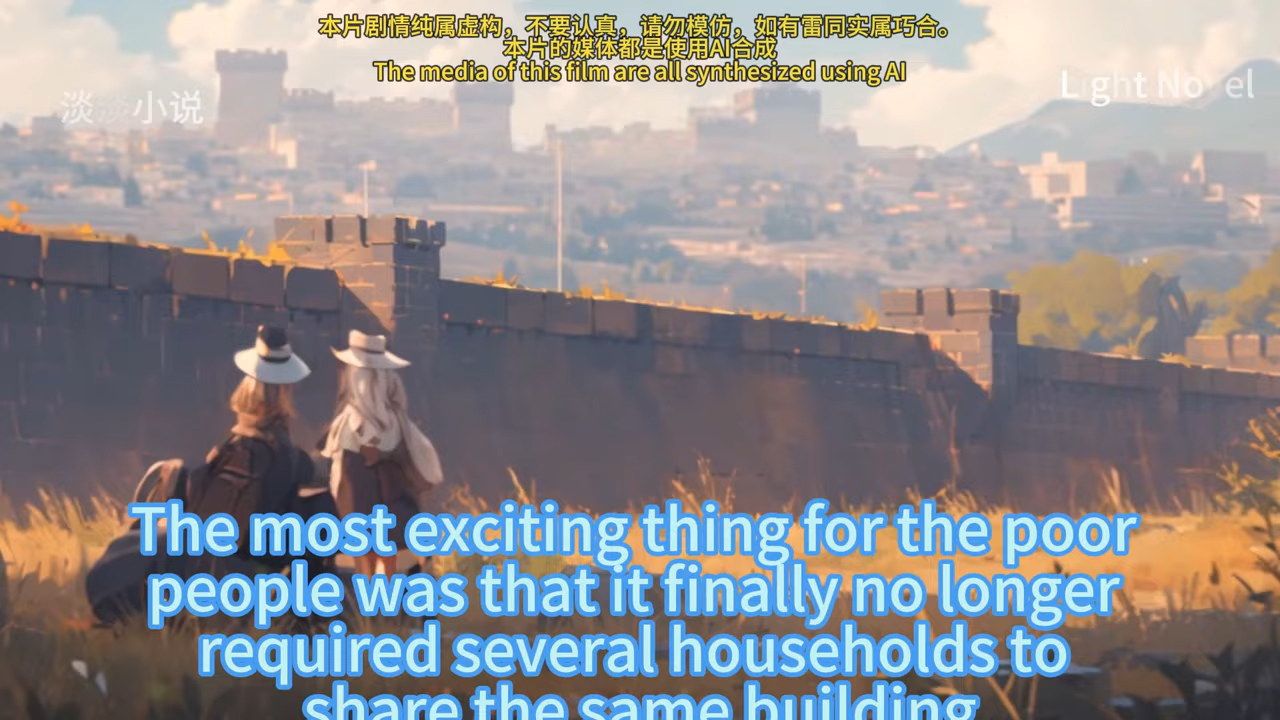 本片剧情纯属虚构，不要认真，请勿模仿，如有雷同实属巧合。
本片的媒体都是使用AI合成
The media of this film are all synthesized using AI
淡淡小说
Light Novel
The most exciting thing for the poor
people was that it finally no longer
required several households to
share the same building